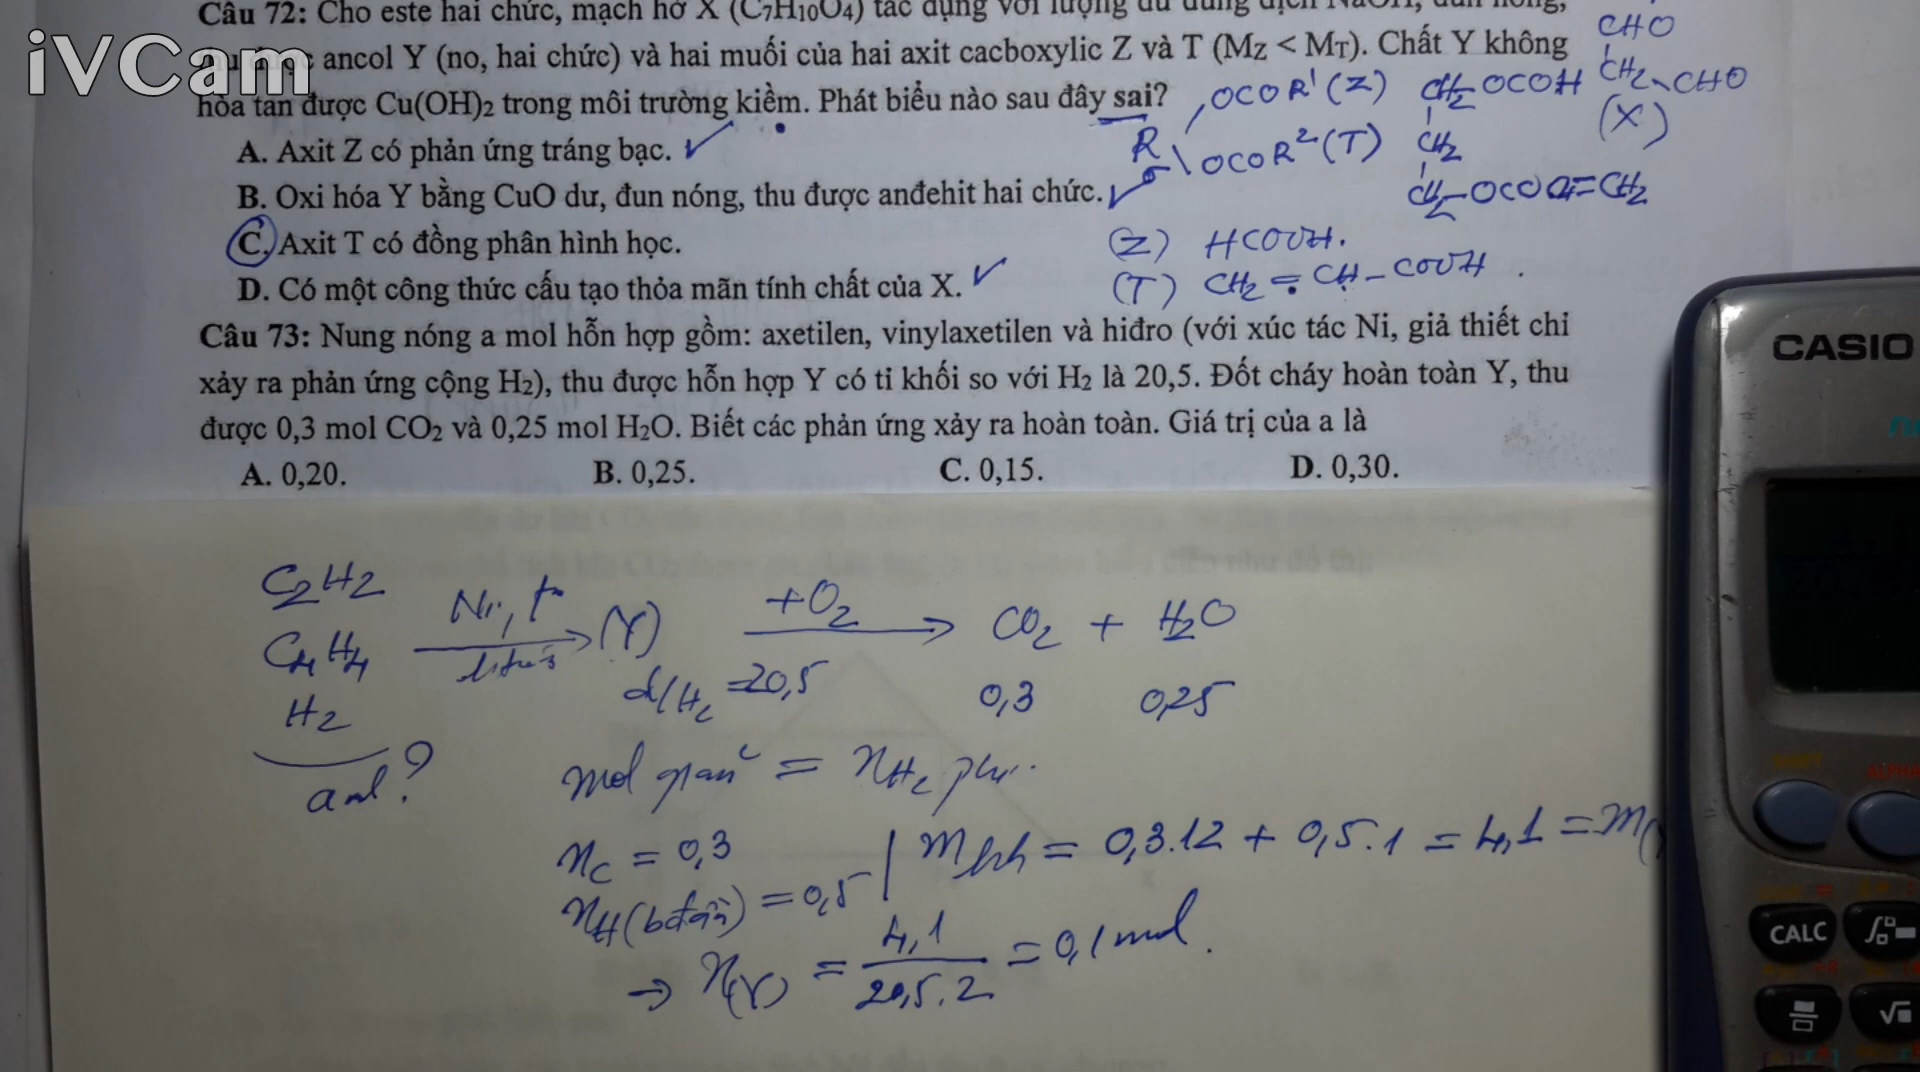 iVCam
Câu 72: Cho este hai chức, mạch hở X (C7H10O4) tác dụng với lượng dư dung dịch NaOH, đun nóng,
được ancol Y (no, hai chức) và hai muối của hai axit cacboxylic Z và T (MZ < MT). Chất Y không
hòa tan được Cu(OH)2 trong môi trường kiềm. Phát biểu nào sau đây sai?
A. Axit Z có phản ứng tráng bạc.
B. Oxi hóa Y bằng CuO dư, đun nóng, thu được anđehit hai chức.
C. Axit T có đồng phân hình học.
D. Có một công thức cấu tạo thỏa mãn tính chất của X.
R
OCOR¹ (Z)
OCOR² (T)
CH2-OCOH
CH2
CH2-OCOCH=CH2
CHO
CH2-CHO
(X)
(Z) HCOOH.
(T) CH2=CH-COOH.
Câu 73: Nung nóng a mol hỗn hợp gồm: axetilen, vinylaxetilen và hiđro (với xúc tác Ni, giả thiết chỉ
xảy ra phản ứng cộng H2), thu được hỗn hợp Y có tỉ khối so với H2 là 20,5. Đốt cháy hoàn toàn Y, thu
được 0,3 mol CO2 và 0,25 mol H2O. Biết các phản ứng xảy ra hoàn toàn. Giá trị của a là
A. 0,20. B. 0,25. C. 0,15. D. 0,30.
C2H2
C4H4
H2
a mol?
Ni, t°
(Y) +O2 → CO2 + H2O
d/H2 = 20,5 0,3 0,25
mol giảm = nH2 pư.
nC = 0,3
nH (bđầu) = 0,5
mhh = 0,3.12 + 0,5.1 = 4,1 = m(
→ n(Y) = 4,1 / 20,5.2 = 0,1 mol.
CASIO
CALC